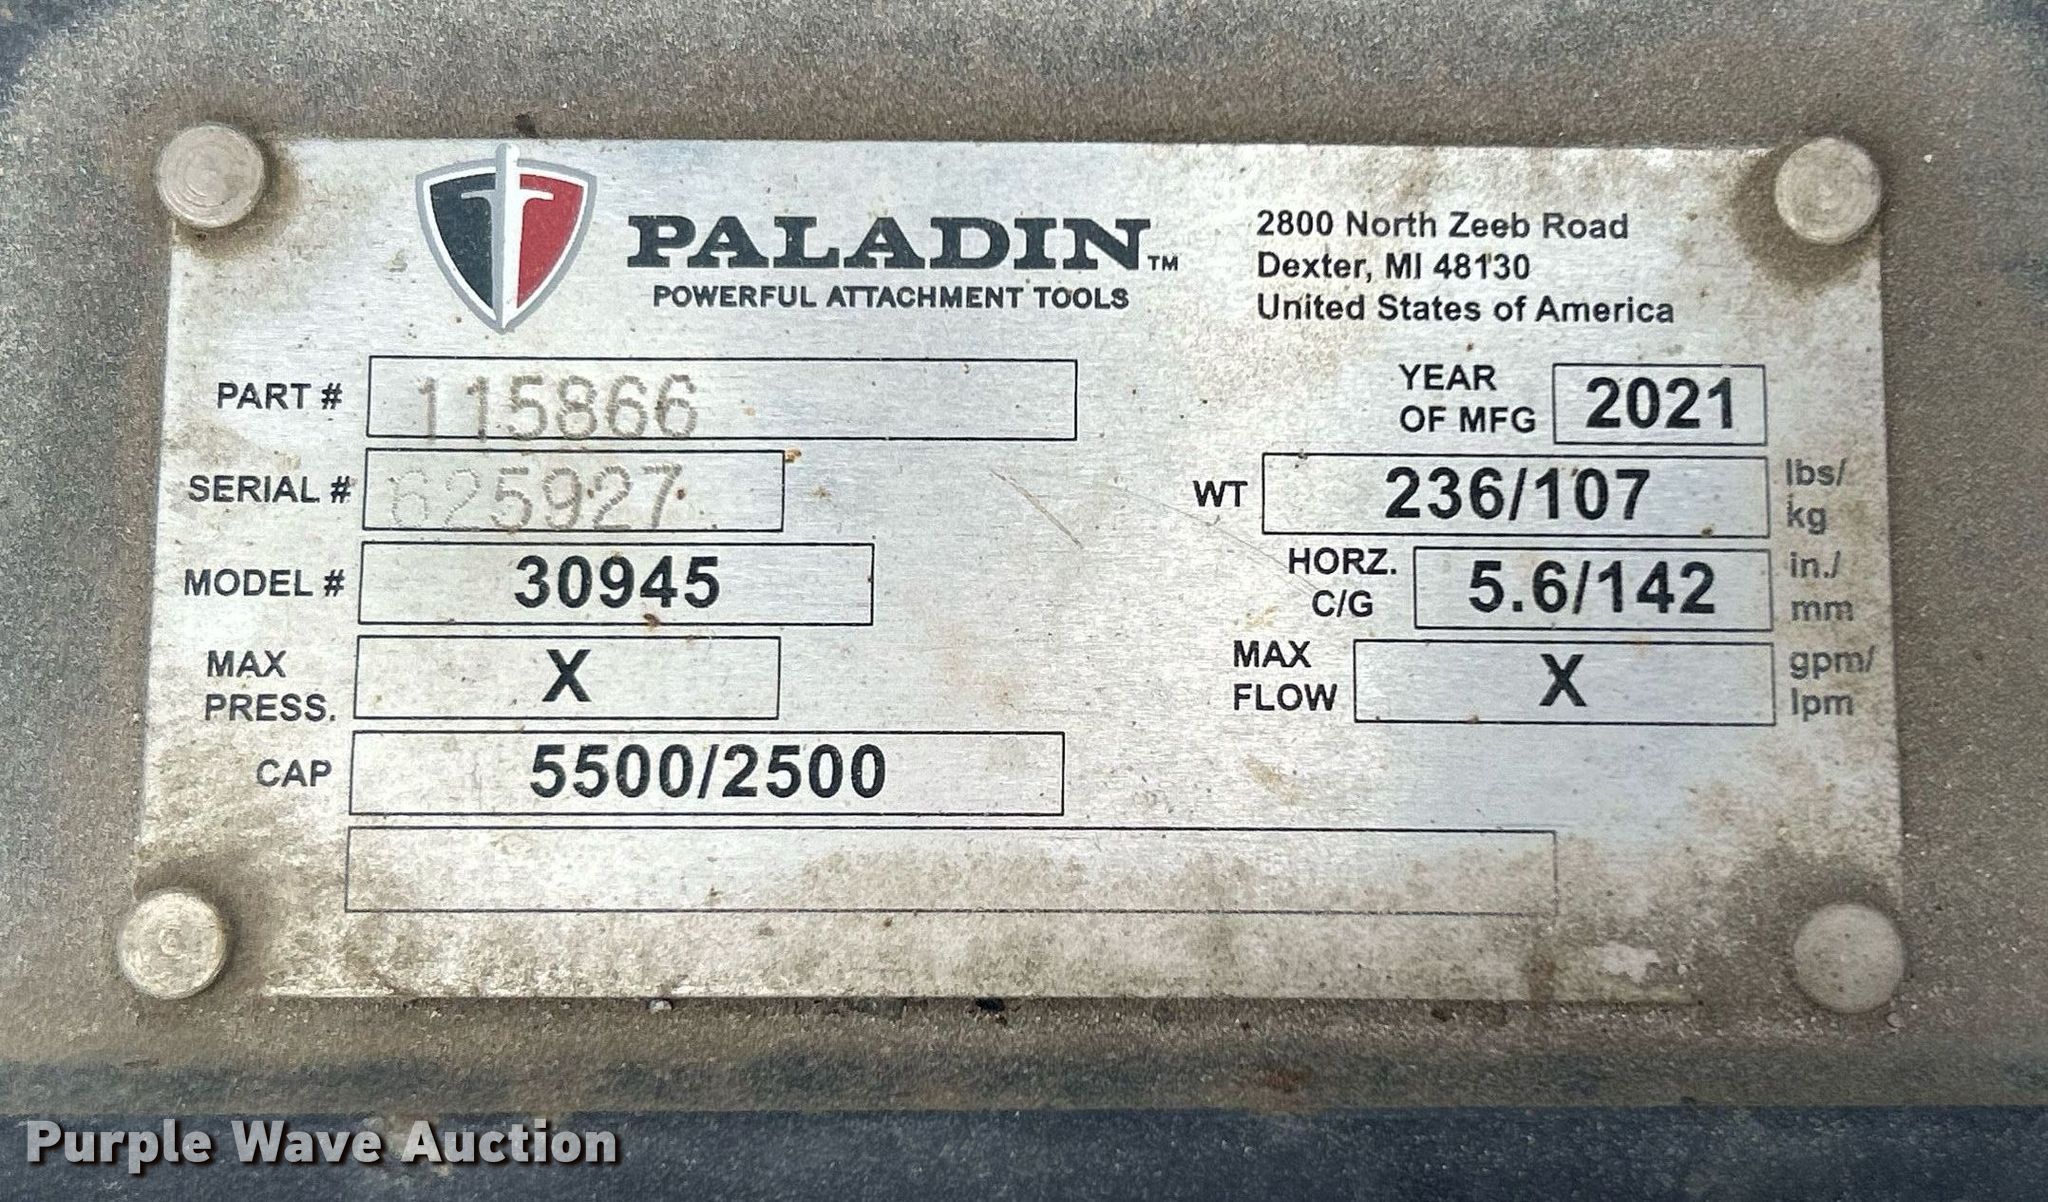 PALADIN™
POWERFUL ATTACHMENT TOOLS
2800 North Zeeb Road
Dexter, MI 48130
United States of America
PART # 115866
YEAR
OF MFG 2021
SERIAL # 625927
WT 236/107 lbs/
kg
MODEL # 30945
HORZ.
C/G 5.6/142 in./
mm
MAX
PRESS. X
MAX
FLOW X gpm/
lpm
CAP 5500/2500
Purple Wave Auction